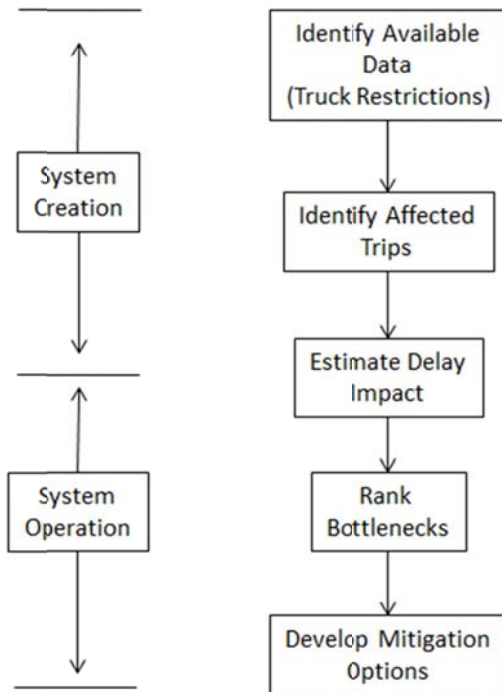 Identify Available
Data
(Truck Restrictions)
System
Creation
Identify Affected
Trips
Estimate Delay
Impact
System
Operation
Rank
Bottlenecks
Develop Mitigation
Options